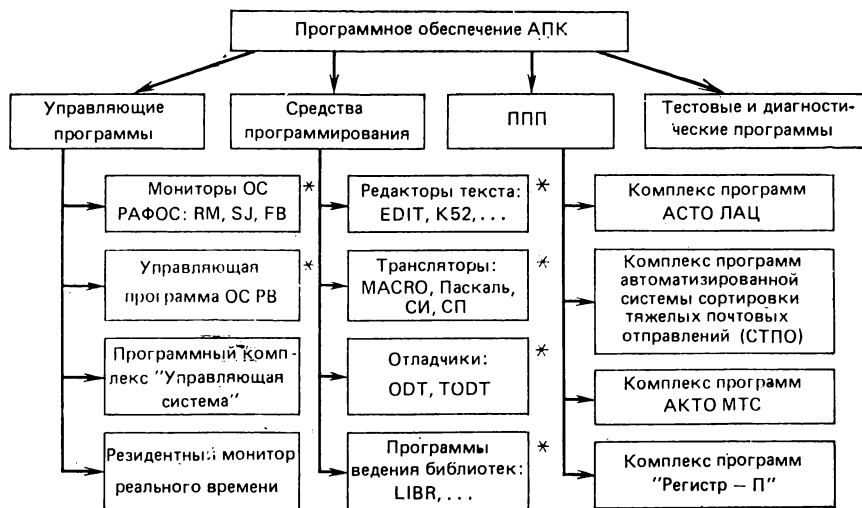 Программное обеспечение АПК
Управляющие
программы
Средства
программирования
ППП
Тестовые и диагности-
ческие программы
Мониторы ОС
РАФОС: RM, SJ, FB
*
Управляющая
программа ОС РВ
*
Программный комп-
лекс "Управляющая
система"
Резидентный монитор
реального времени
Редакторы текста:
EDIT, K52,...
*
Трансляторы:
MACRO, Паскаль,
СИ, СП
*
Отладчики:
ODT, TODT
*
Программы
ведения библиотек:
LIBR,...
*
Комплекс программ
АСТО ЛАЦ
Комплекс программ
автоматизированной
системы сортировки
тяжелых почтовых
отправлений (СТПО)
Комплекс программ
АКТО МТС
Комплекс программ
"Регистр – П"